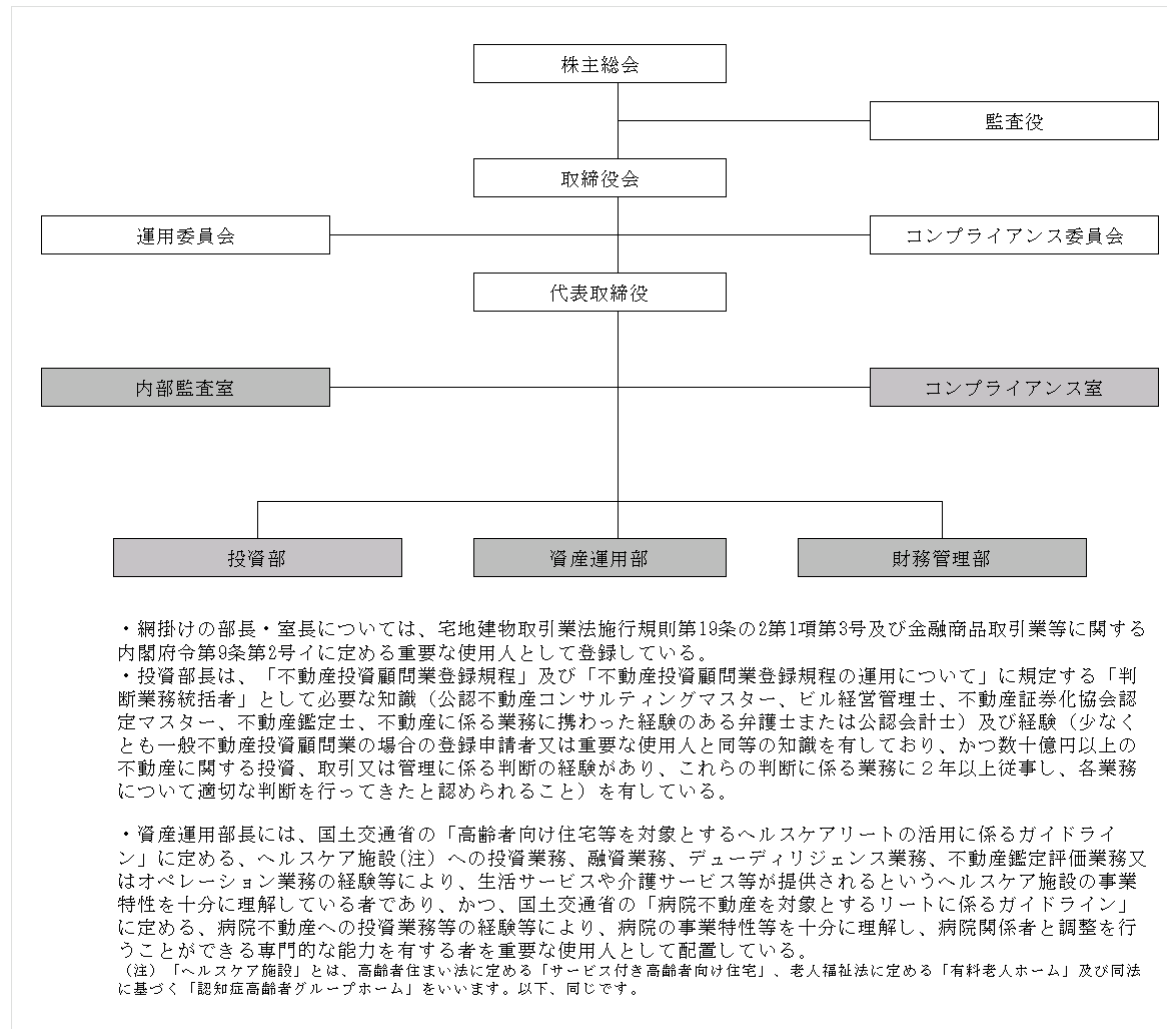 株主総会
監査役
取締役会
運用委員会
コンプライアンス委員会
代表取締役
内部監査室
コンプライアンス室
投資部
資産運用部
財務管理部
・網掛けの部長・室長については、宅地建物取引業法施行規則第19条の2第1項第3号及び金融商品取引業等に関する
内閣府令第9条第2号イに定める重要な使用人として登録している。
・投資部長は、「不動産投資顧問業登録規程」及び「不動産投資顧問業登録規程の運用について」に規定する「判
断業務統括者」として必要な知識（公認不動産コンサルティングマスター、ビル経営管理士、不動産証券化協会認
定マスター、不動産鑑定士、不動産に係る業務に携わった経験のある弁護士または公認会計士）及び経験（少なく
とも一般不動産投資顧問業の場合の登録申請者又は重要な使用人と同等の知識を有しており、かつ数十億円以上の
不動産に関する投資、取引又は管理に係る判断の経験があり、これらの判断に係る業務に２年以上従事し、各業務
について適切な判断を行ってきたと認められること）を有している。
・資産運用部長には、国土交通省の「高齢者向け住宅等を対象とするヘルスケアリートの活用に係るガイドライ
ン」に定める、ヘルスケア施設(注）への投資業務、融資業務、デューディリジェンス業務、不動産鑑定評価業務又
はオペレーション業務の経験等により、生活サービスや介護サービス等が提供されるというヘルスケア施設の事業
特性を十分に理解している者であり、かつ、国土交通省の「病院不動産を対象とするリートに係るガイドライン」
に定める、病院不動産への投資業務等の経験等により、病院の事業特性等を十分に理解し、病院関係者と調整を行
うことができる専門的な能力を有する者を重要な使用人として配置している。
（注）「ヘルスケア施設」とは、高齢者住まい法に定める「サービス付き高齢者向け住宅」、老人福祉法に定める「有料老人ホーム」及び同法
に基づく「認知症高齢者グループホーム」をいいます。以下、同じです。